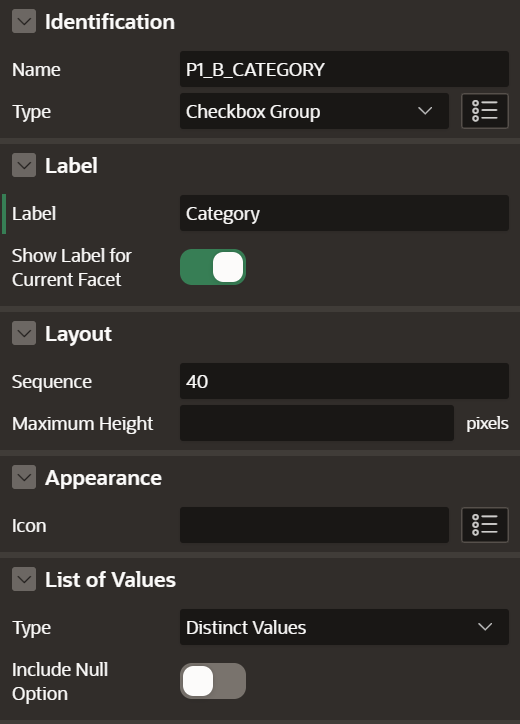 Identification
Name P1_B_CATEGORY
Type Checkbox Group
Label
Label Category
Show Label for
Current Facet
Layout
Sequence 40
Maximum Height pixels
Appearance
Icon
List of Values
Type Distinct Values
Include Null
Option